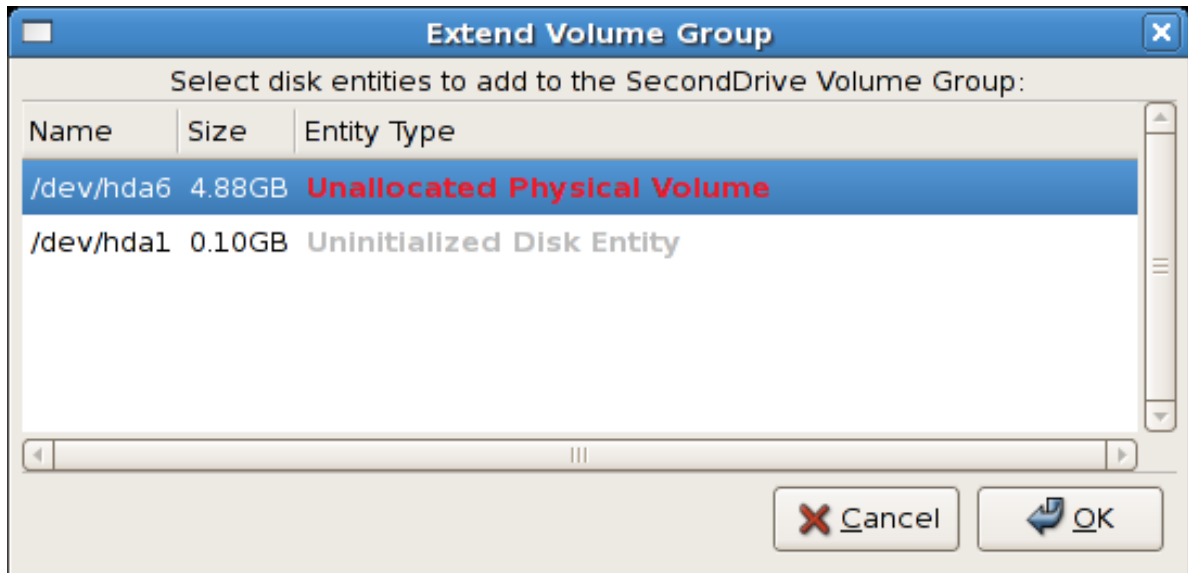 Extend Volume Group
Select disk entities to add to the SecondDrive Volume Group:
Name Size Entity Type
/dev/hda6 4.88GB Unallocated Physical Volume
/dev/hda1 0.10GB Uninitialized Disk Entity
Cancel OK